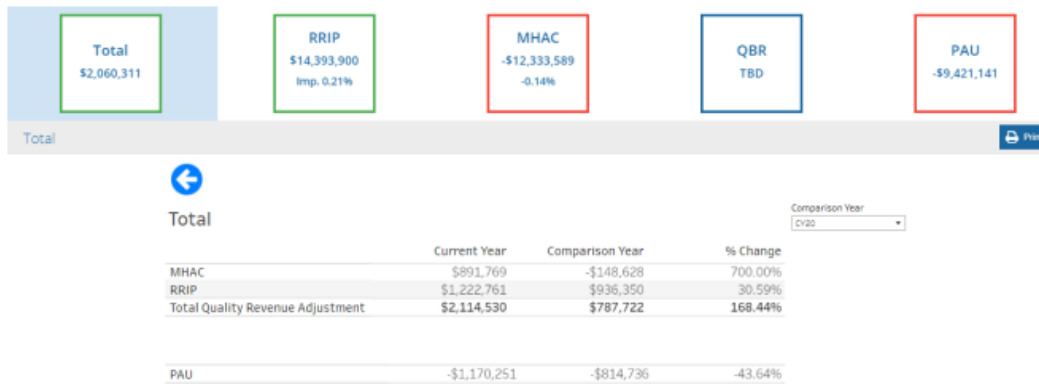 Total
$2,060,311
RRIP
$14,393,900
Imp. 0.21%
MHAC
-$12,333,589
-0.14%
QBR
TBD
PAU
-$9,421,141
Total
Prin
Total
Comparison Year
CY20
Current Year Comparison Year % Change
MHAC $891,769 -$148,628 700.00%
RRIP $1,222,761 $936,350 30.59%
Total Quality Revenue Adjustment $2,114,530 $787,722 168.44%
PAU -$1,170,251 -$814,736 -43.64%